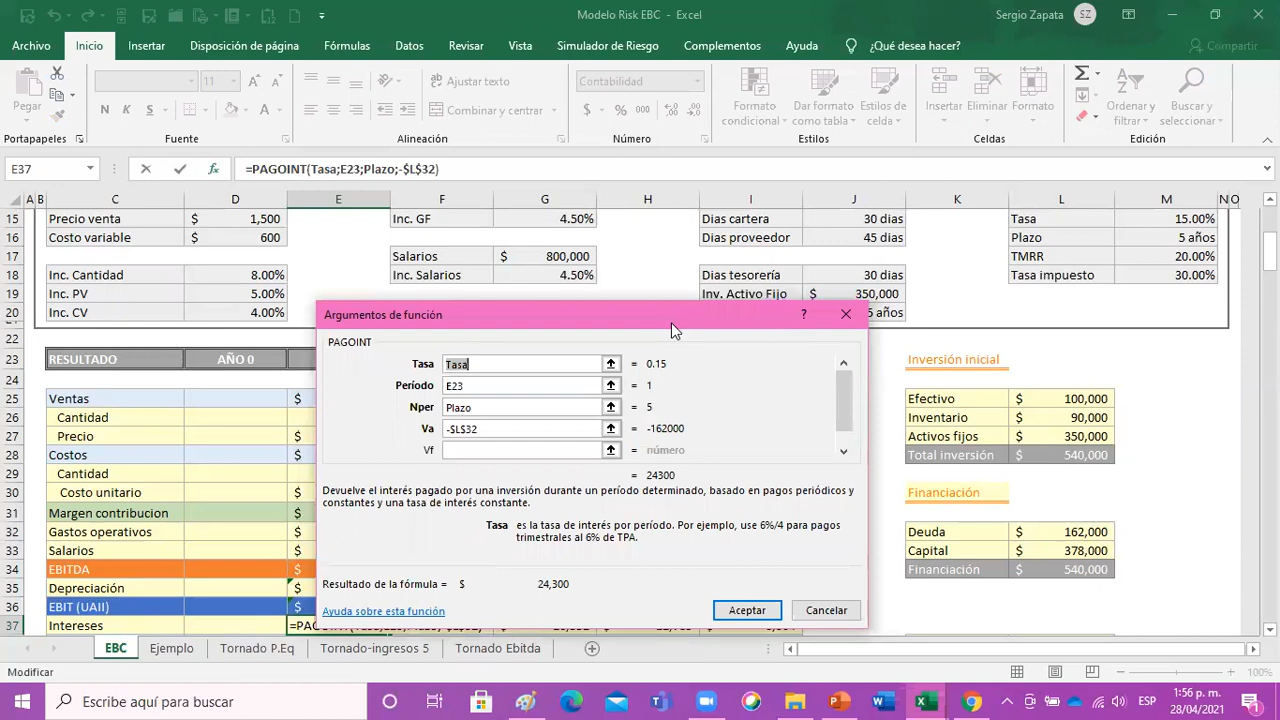 Modelo Risk EBC - Excel
Sergio Zapata SZ
Archivo Inicio Insertar Disposición de página Fórmulas Datos Revisar Vista Simulador de Riesgo Complementos Ayuda ¿Qué desea hacer? Compartir
Pegar
11
N K S
Ajustar texto
Combinar y centrar
Contabilidad
$ % 000
condicional
Dar formato
como tabla
Estilos de
celda
Insertar
Ordenar y
Buscar y
seleccionar
Portapapeles Fuente Alineación Número Estilos Celdas Edición
E37 fx =PAGOINT(Tasa;E23;Plazo;-$L$32)
A B C D E F G H I J K L M N O
15 Precio venta $ 1,500 Inc. GF 4.50% Dias cartera 30 dias Tasa 15.00%
16 Costo variable $ 600 Dias proveedor 45 dias Plazo 5 años
17 Salarios $ 800,000 TMRR 20.00%
18 Inc. Cantidad 8.00% Inc. Salarios 4.50% Dias tesorería 30 dias Tasa impuesto 30.00%
19 Inc. PV 5.00% Inv. Activo Fijo $ 350,000
20 Inc. CV 4.00% años
22
23 RESULTADO AÑO 0 Inversión inicial
24
25 Ventas $ Efectivo $ 100,000
26 Cantidad Inventario $ 90,000
27 Precio $ Activos fijos $ 350,000
28 Costos $ Total inversión $ 540,000
29 Cantidad
30 Costo unitario $ Financiación
31 Margen contribucion $
32 Gastos operativos $ Deuda $ 162,000
33 Salarios $ Capital $ 378,000
34 EBITDA $ Financiación $ 540,000
35 Depreciación $
36 EBIT (UAII) $
37 Intereses
Argumentos de función ?
PAGOINT
Tasa Tasa = 0.15
Período E23 = 1
Nper Plazo = 5
Va -$L$32 = -162000
Vf = número
= 24300
Devuelve el interés pagado por una inversión durante un período determinado, basado en pagos periódicos y
constantes y una tasa de interés constante.
Tasa es la tasa de interés por período. Por ejemplo, use 6%/4 para pagos
trimestrales al 6% de TPA.
Resultado de la fórmula = $ 24,300
Ayuda sobre esta función Aceptar Cancelar
EBC Ejemplo Tornado P.Eq Tornado-ingresos 5 Tornado Ebitda
Modificar 100%
Escribe aquí para buscar
ESP
1:56 p. m.
28/04/2021
1